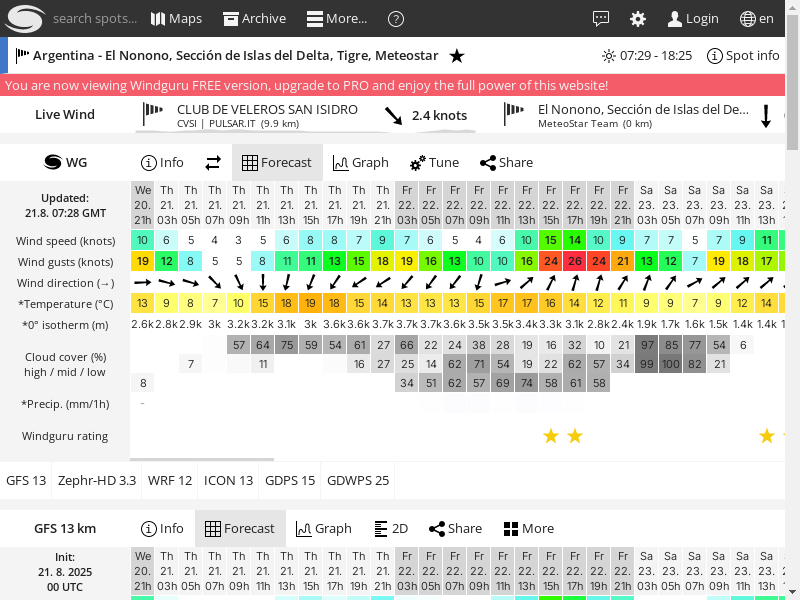 search spots... Maps Archive More... ? Login en
Argentina - El Nonono, Sección de Islas del Delta, Tigre, Meteostar ★ 07:29 - 18:25 Spot info
You are now viewing Windguru FREE version, upgrade to PRO and enjoy the full power of this website!
Live Wind
CLUB DE VELEROS SAN ISIDRO
CVSI | PULSAR.IT (9.9 km)
2.4 knots
El Nonono, Sección de Islas del De...
MeteoStar Team (0 km)
WG Info Forecast Graph Tune Share
Updated:
21.8. 07:28 GMT
We Th Th Th Th Th Th Th Th Th Th Fr Fr Fr Fr Fr Fr Fr Fr Fr Fr Sa Sa Sa Sa Sa Sa
20. 21. 21. 21. 21. 21. 21. 21. 21. 21. 21. 22. 22. 22. 22. 22. 22. 22. 22. 22. 22. 23. 23. 23. 23. 23. 23.
21h 03h 05h 07h 09h 11h 13h 15h 17h 19h 21h 03h 05h 07h 09h 11h 13h 15h 17h 19h 21h 03h 05h 07h 09h 11h 13h
Wind speed (knots) 10 6 5 4 3 5 6 8 8 7 9 7 6 5 4 6 10 15 14 10 9 7 7 5 7 9 11
Wind gusts (knots) 19 12 8 5 5 8 11 11 13 15 18 19 16 13 10 10 16 24 26 24 21 13 12 7 19 18 17
Wind direction (→)
*Temperature (°C) 13 9 8 7 10 15 18 19 18 15 14 13 13 13 15 17 17 16 14 12 11 9 9 7 9 12 14
*0° isotherm (m) 2.6k 2.8k 2.9k 3k 3.2k 3.2k 3.1k 3k 3.6k 3.6k 3.7k 3.7k 3.7k 3.6k 3.5k 3.5k 3.4k 3.3k 3.1k 2.8k 2.4k 1.9k 1.7k 1.6k 1.5k 1.4k 1.4k
Cloud cover (%)
high / mid / low
57 64 75 59 54 61 27 66 22 24 38 28 19 16 32 10 21 97 85 77 54 6
7 11 16 27 25 14 62 71 54 19 22 62 57 34 99 100 82 21
8 34 51 62 57 69 74 58 61 58
*Precip. (mm/1h) -
Windguru rating ★ ★ ★
GFS 13 Zephr-HD 3.3 WRF 12 ICON 13 GDPS 15 GDWPS 25
GFS 13 km Info Forecast Graph 2D Share More
Init:
21. 8. 2025
00 UTC
We Th Th Th Th Th Th Th Th Th Th Fr Fr Fr Fr Fr Fr Fr Fr Fr Fr Sa Sa Sa Sa Sa Sa
20. 21. 21. 21. 21. 21. 21. 21. 21. 21. 21. 22. 22. 22. 22. 22. 22. 22. 22. 22. 22. 23. 23. 23. 23. 23. 23.
21h 03h 05h 07h 09h 11h 13h 15h 17h 19h 21h 03h 05h 07h 09h 11h 13h 15h 17h 19h 21h 03h 05h 07h 09h 11h 13h